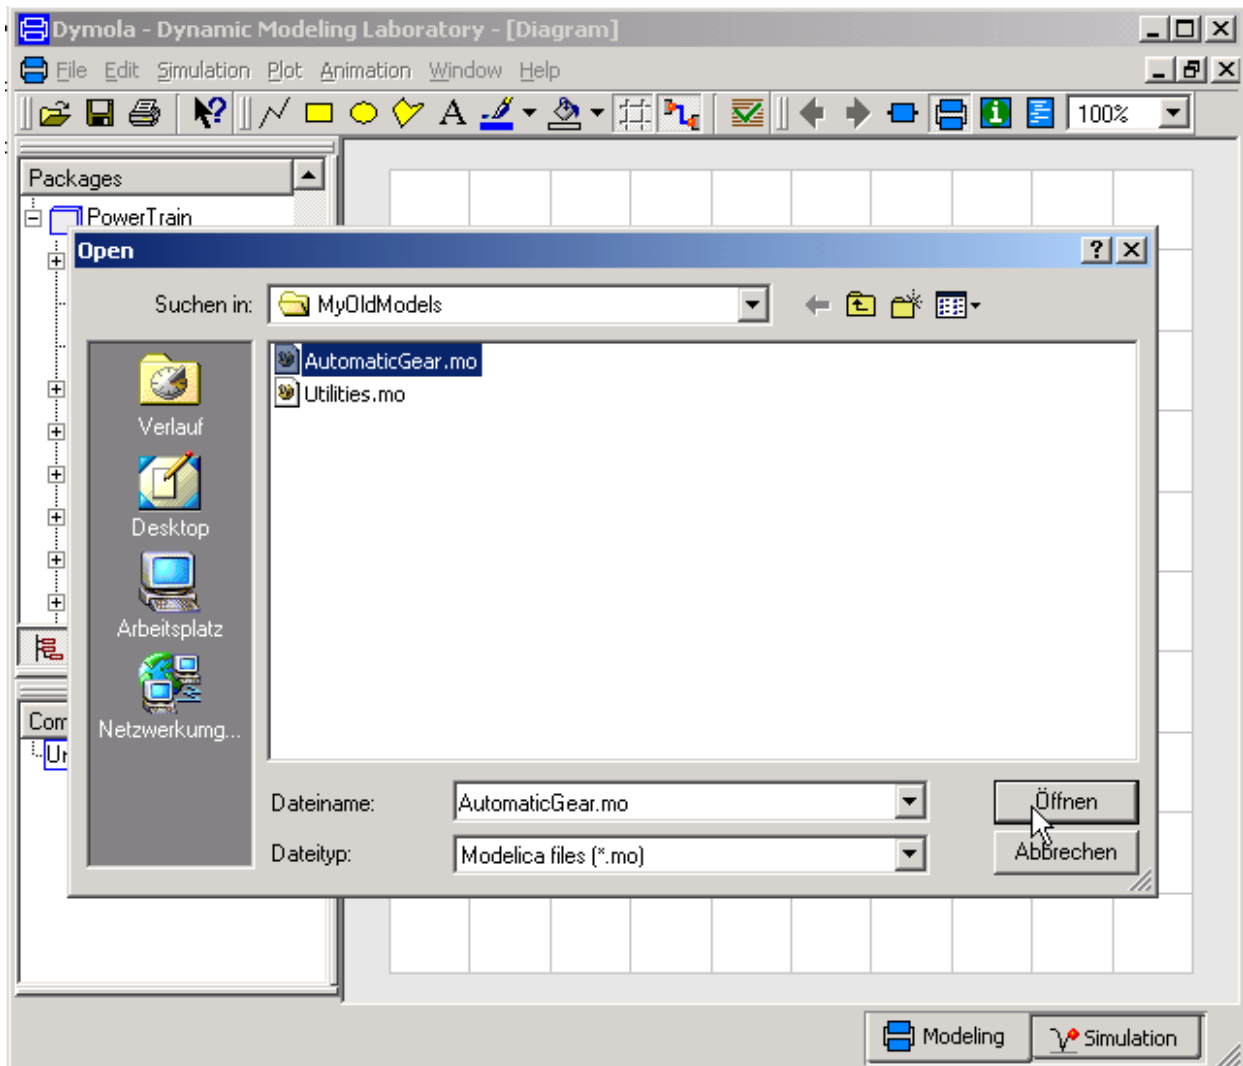 Dymola - Dynamic Modeling Laboratory - [Diagram]
File Edit Simulation Plot Animation Window Help
A 100%
Packages
PowerTrain
Open
Suchen in: MyOldModels
AutomaticGear.mo
Utilities.mo
Verlauf
Desktop
Arbeitsplatz
Netzwerkumg...
Com
Ur
Dateiname: AutomaticGear.mo Öffnen
Dateityp: Modelica files (*.mo) Abbrechen
Modeling Simulation